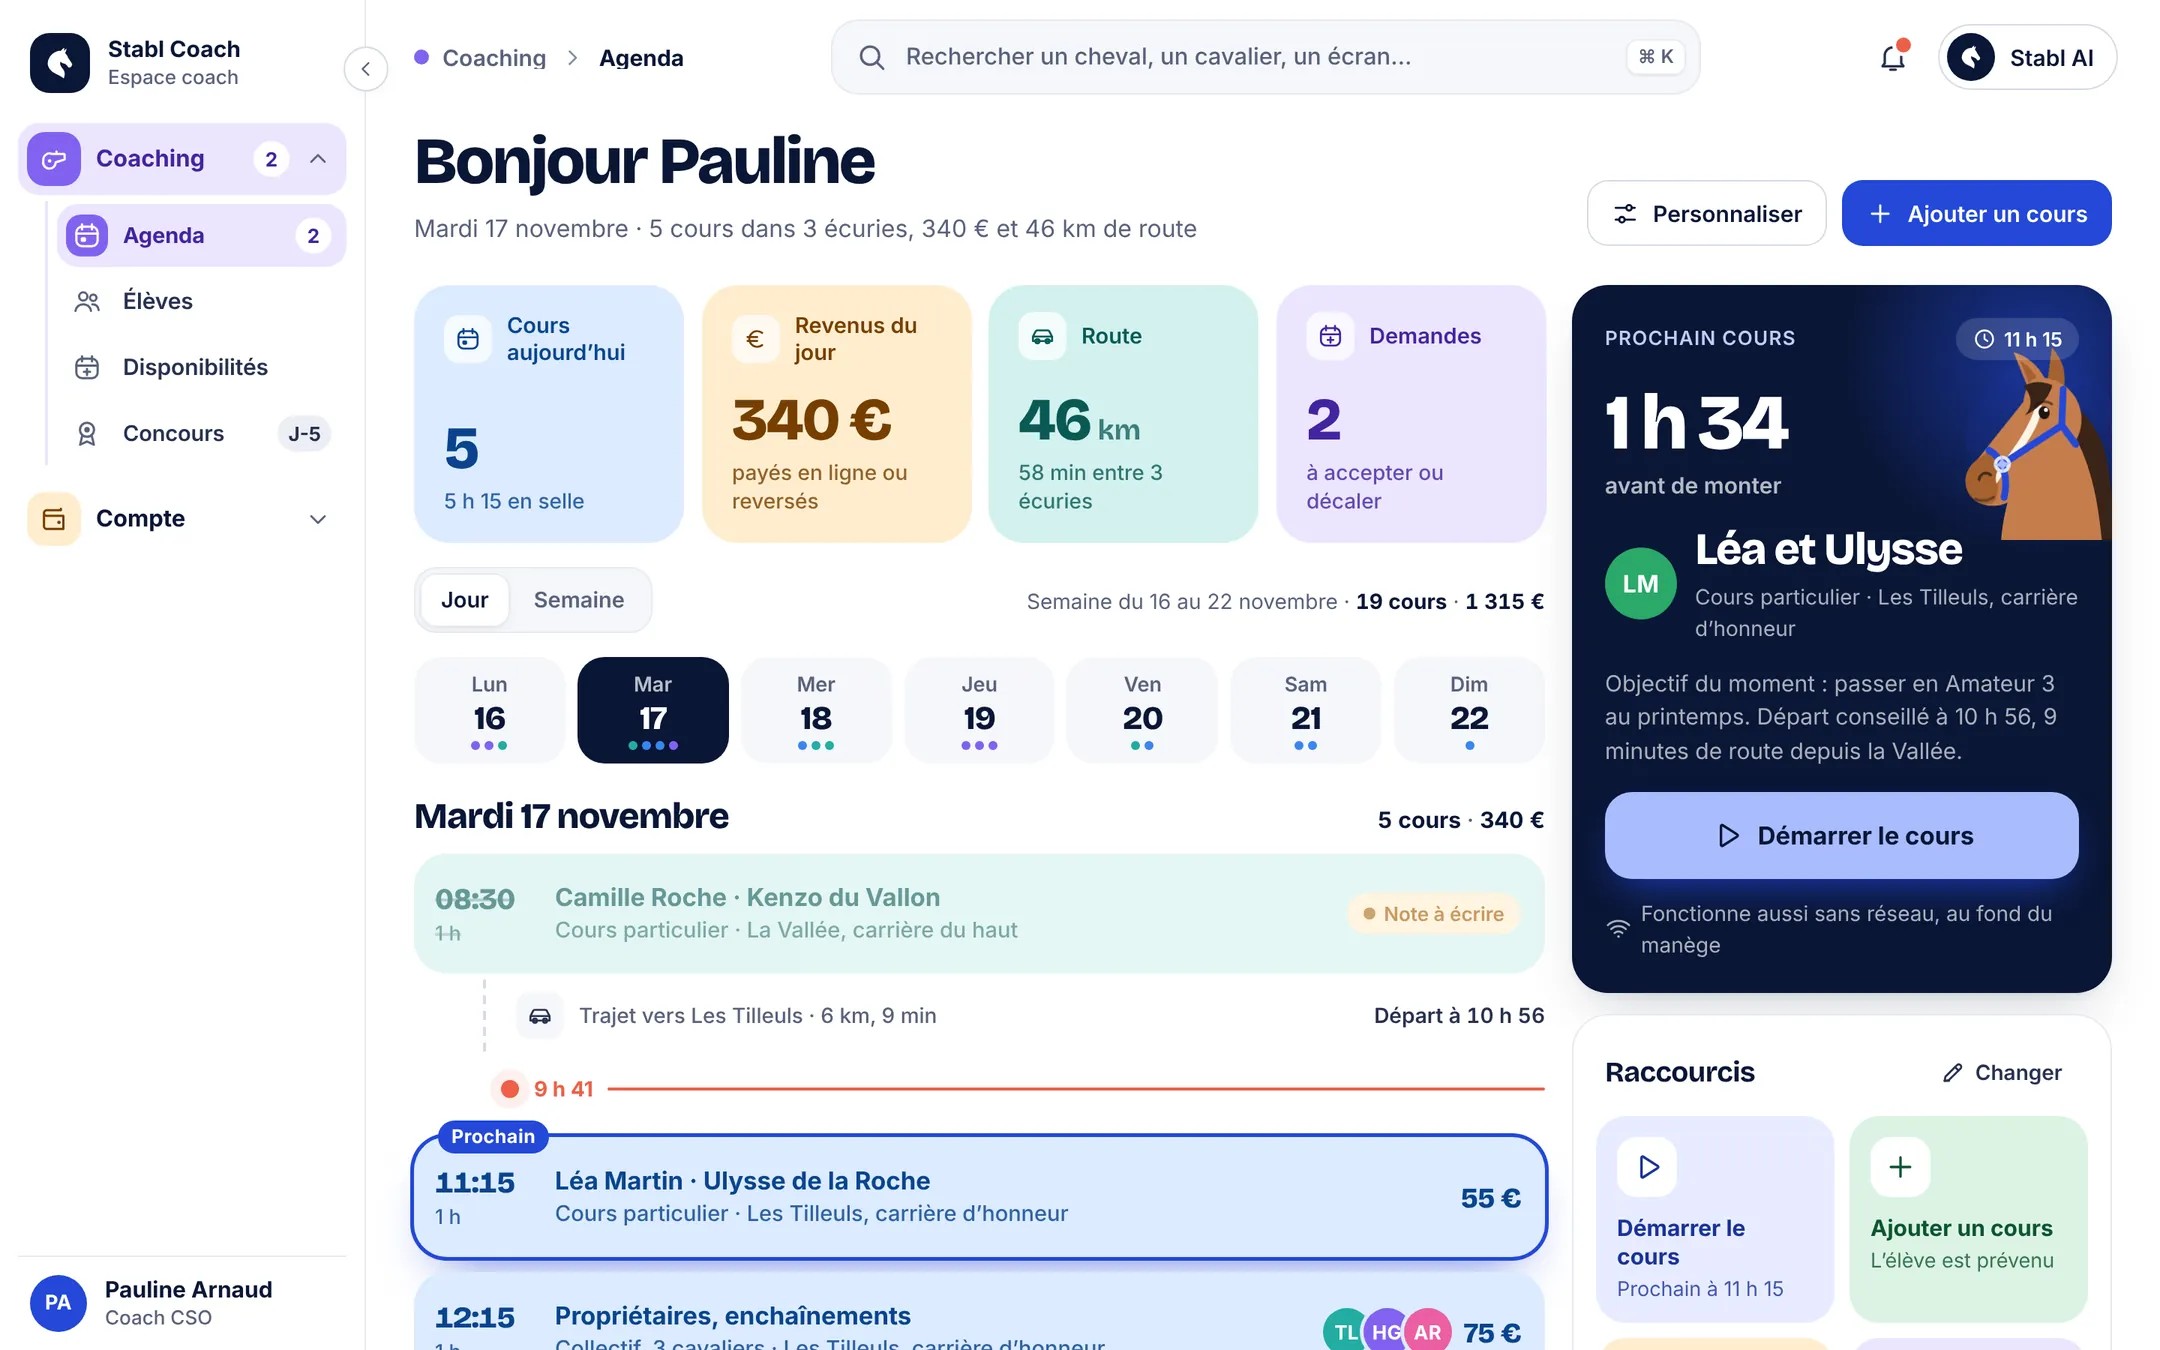 Stabl Coach
Espace coach
Coaching
2
Agenda
2
Élèves
Disponibilités
Concours
J-5
Compte
Pauline Arnaud
PA
Coach CSO
Coaching
Agenda
Rechercher un cheval, un cavalier, un écran…
⌘ K
Stabl AI
Bonjour Pauline
Mardi 17 novembre · 5 cours dans 3 écuries, 340 € et 46 km de route
Personnaliser
Ajouter un cours
Cours
aujourd’hui
5
5 h 15 en selle
€
Revenus du
jour
340 €
payés en ligne ou
reversés
Route
46 km
58 min entre 3
écuries
Demandes
2
à accepter ou
décaler
Jour
Semaine
Semaine du 16 au 22 novembre · 19 cours · 1 315 €
Lun
16
Mar
17
Mer
18
Jeu
19
Ven
20
Sam
21
Dim
22
Mardi 17 novembre
5 cours · 340 €
08:30
1 h
Camille Roche · Kenzo du Vallon
Cours particulier · La Vallée, carrière du haut
Note à écrire
Trajet vers Les Tilleuls · 6 km, 9 min
Départ à 10 h 56
9 h 41
Prochain
11:15
1 h
Léa Martin · Ulysse de la Roche
Cours particulier · Les Tilleuls, carrière d’honneur
55 €
12:15
1 h
Propriétaires, enchaînements
Collectif, 3 cavaliers · Les Tilleuls, carrière d’honneur
TL
HG
AR
75 €
PROCHAIN COURS
11 h 15
1 h 34
avant de monter
LM
Léa et Ulysse
Cours particulier · Les Tilleuls, carrière
d’honneur
Objectif du moment : passer en Amateur 3
au printemps. Départ conseillé à 10 h 56, 9
minutes de route depuis la Vallée.
Démarrer le cours
Fonctionne aussi sans réseau, au fond du
manège
Raccourcis
Changer
Démarrer le
cours
Prochain à 11 h 15
Ajouter un cours
L’élève est prévenu